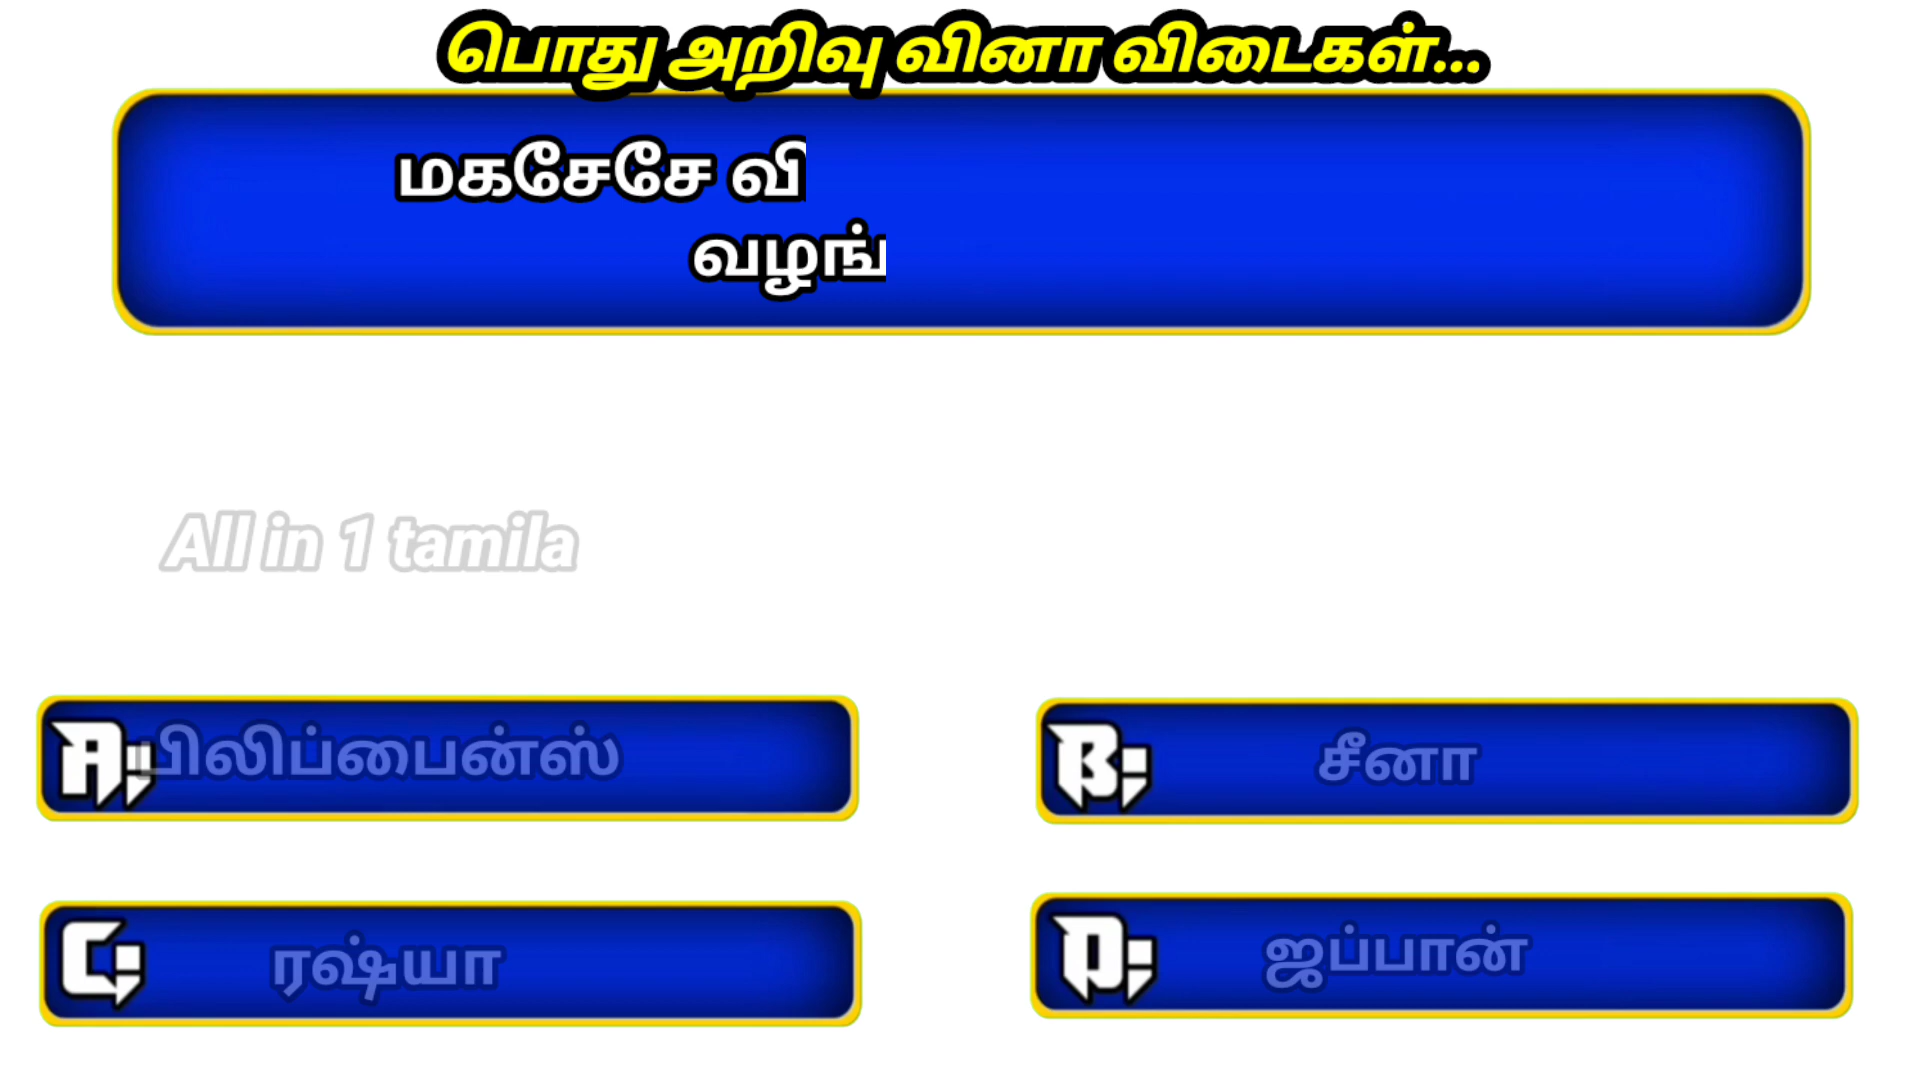 பொது அறிவு வினா விடைகள்...
மகசேசே வி
வழங்
All in 1 tamila
A; பிலிப்பைன்ஸ்
B; சீனா
C; ரஷ்யா
D; ஜப்பான்